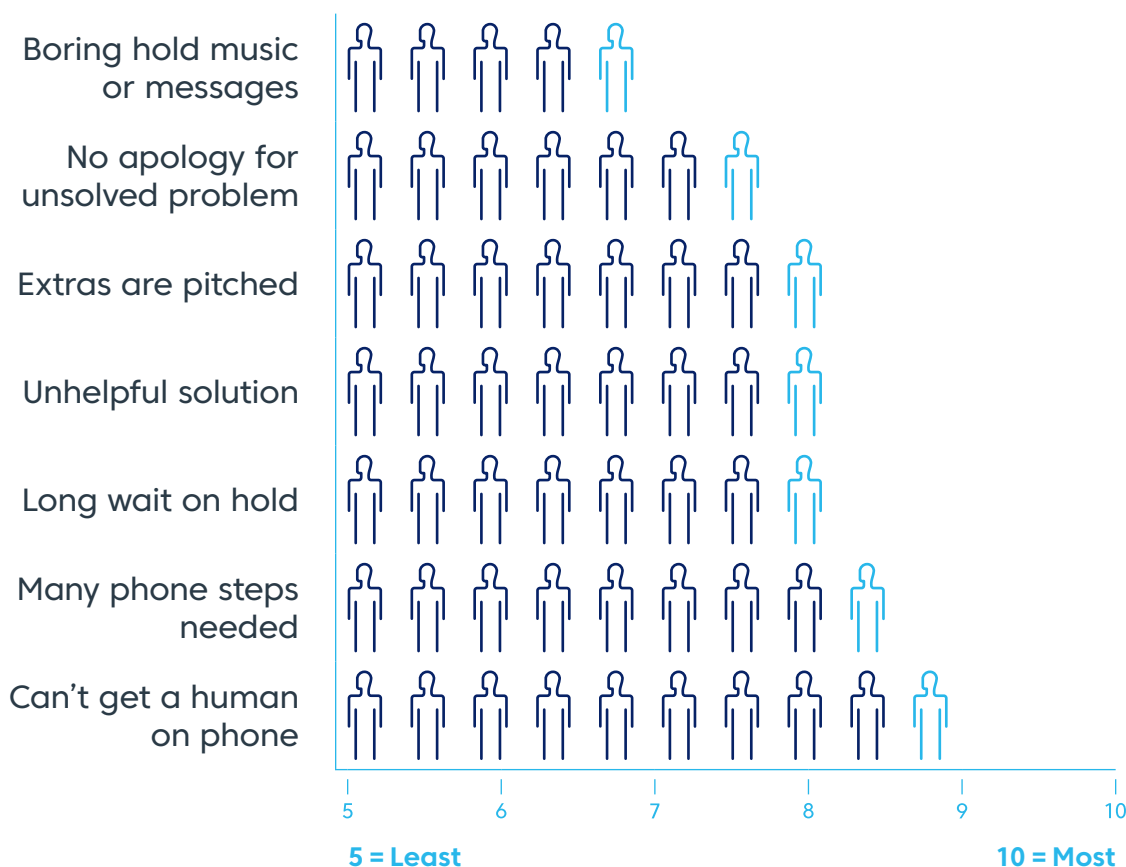 Boring hold music
or messages
No apology for
unsolved problem
Extras are pitched
Unhelpful solution
Long wait on hold
Many phone steps
needed
Can’t get a human
on phone
5 6 7 8 9 10
5 = Least 10 = Most